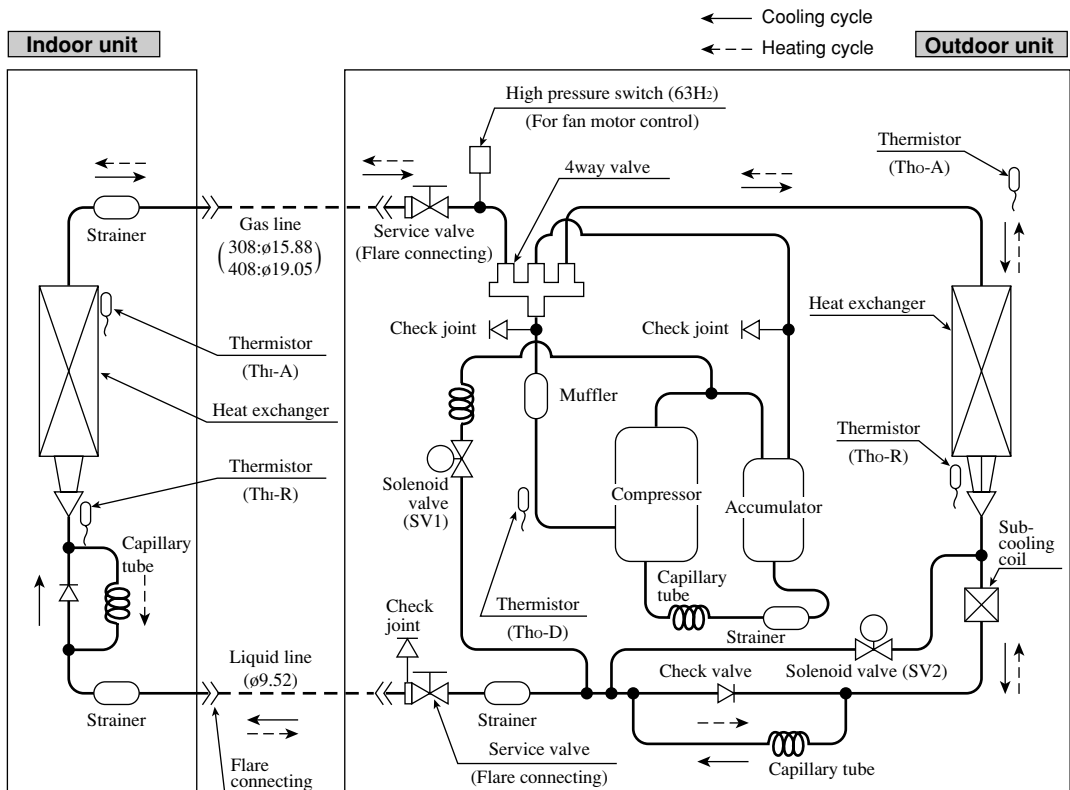 Cooling cycle
Heating cycle
Indoor unit
Outdoor unit
High pressure switch (63H2)
(For fan motor control)
Thermistor
(Tho-A)
4way valve
Strainer
Gas line
308:ø15.88
408:ø19.05
Service valve
(Flare connecting)
Heat exchanger
Check joint
Check joint
Thermistor
(ThI-A)
Muffler
Heat exchanger
Thermistor
(Tho-R)
Thermistor
(ThI-R)
Solenoid
valve
(SV1)
Compressor
Accumulator
Sub-
cooling
coil
Capillary
tube
Capillary
tube
Check
joint
Thermistor
(Tho-D)
Strainer
Liquid line
(ø9.52)
Check valve
Solenoid valve (SV2)
Strainer
Strainer
Service valve
(Flare connecting)
Flare
connecting
Capillary tube